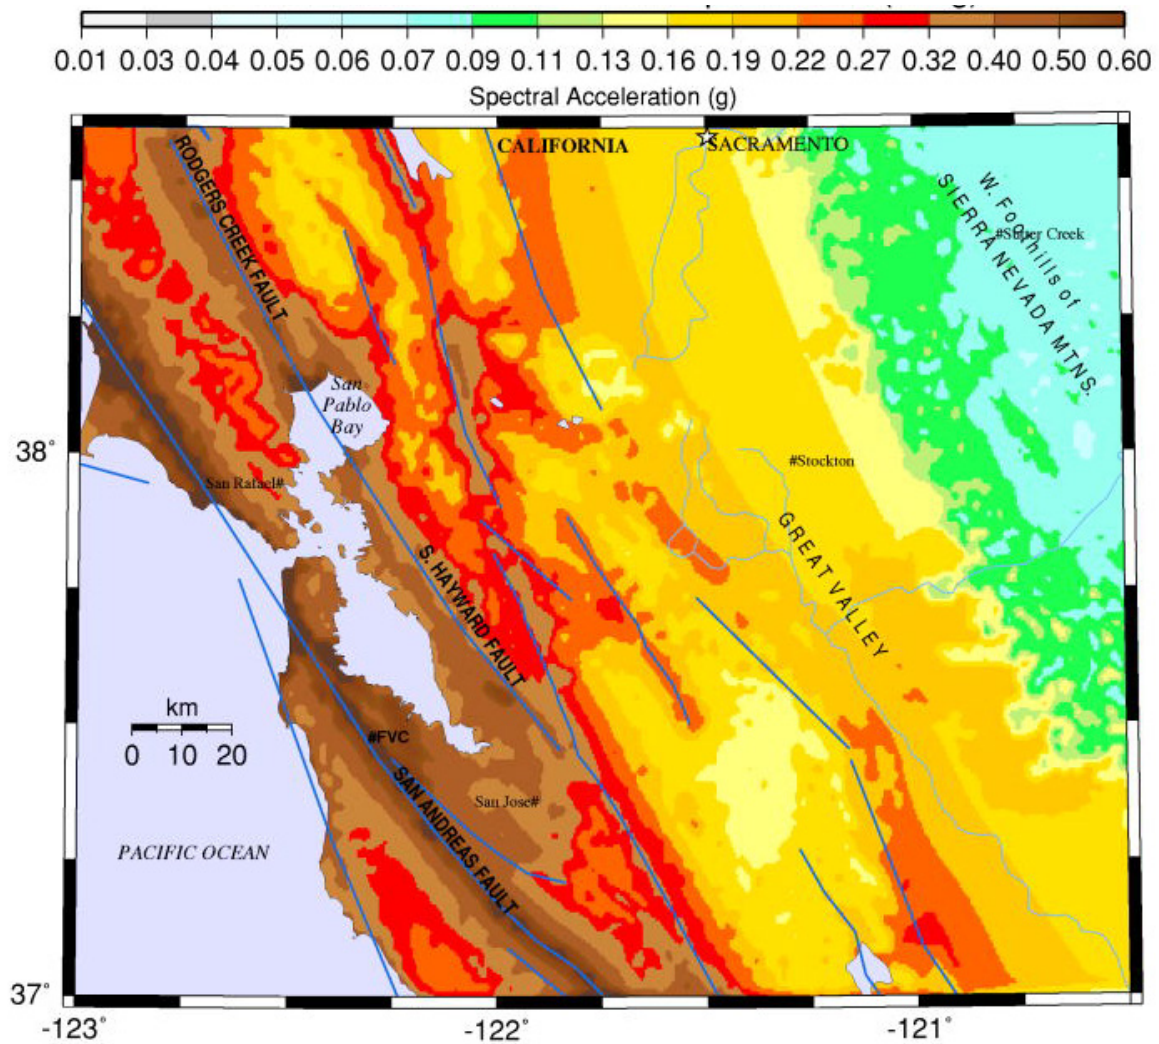 0.01 0.03 0.04 0.05 0.06 0.07 0.09 0.11 0.13 0.16 0.19 0.22 0.27 0.32 0.40 0.50 0.60
Spectral Acceleration (g)
CALIFORNIA
SACRAMENTO
RODGERS CREEK FAULT
W. Foothills of
SIERRA NEVADA MTNS.
#Sutter Creek
San
Pablo
Bay
38˚
San Rafael#
#Stockton
GREAT VALLEY
S. HAYWARD FAULT
km
0 10 20
#FVC
SAN ANDREAS FAULT
San Jose#
PACIFIC OCEAN
37˚
-123˚
-122˚
-121˚